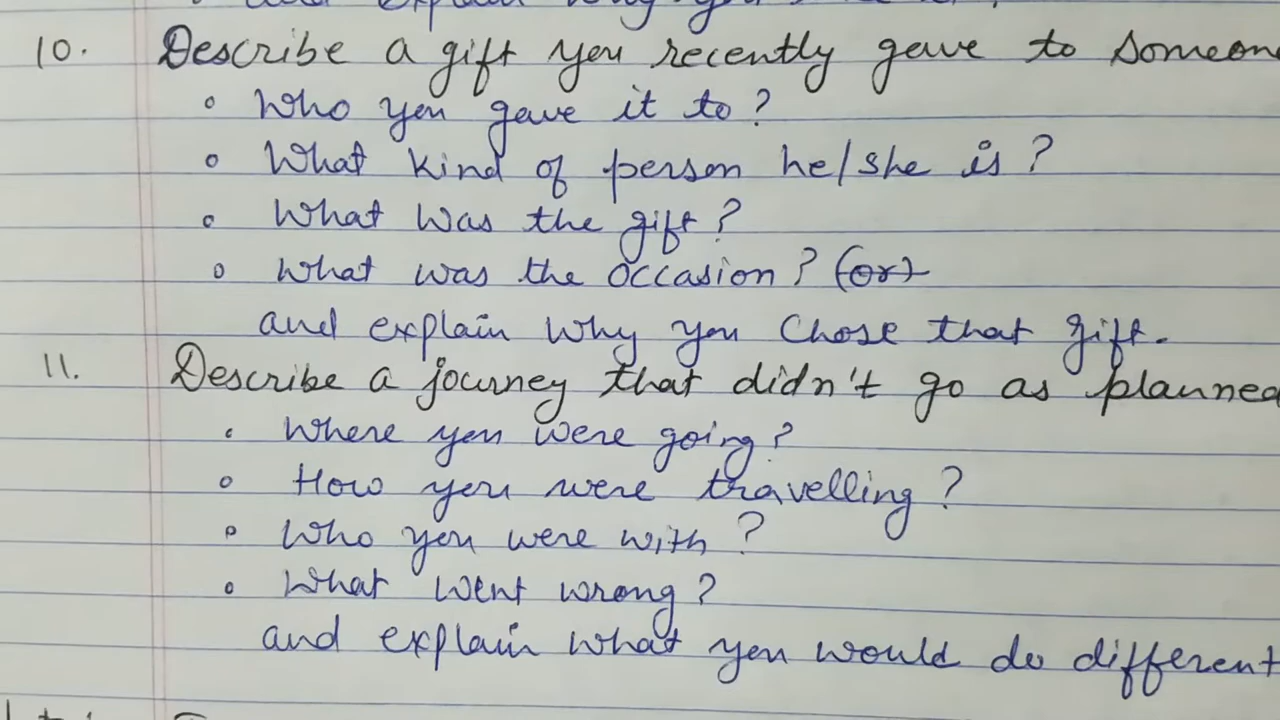 10. Describe a gift you recently gave to someon
◦ Who you gave it to?
◦ What kind of person he/she is?
◦ What was the gift?
◦ What was the occasion? (or)
and explain why you chose that gift.
11. Describe a journey that didn't go as planned
◦ Where you were going?
◦ How you were travelling?
◦ Who you were with?
◦ What went wrong?
and explain what you would do different